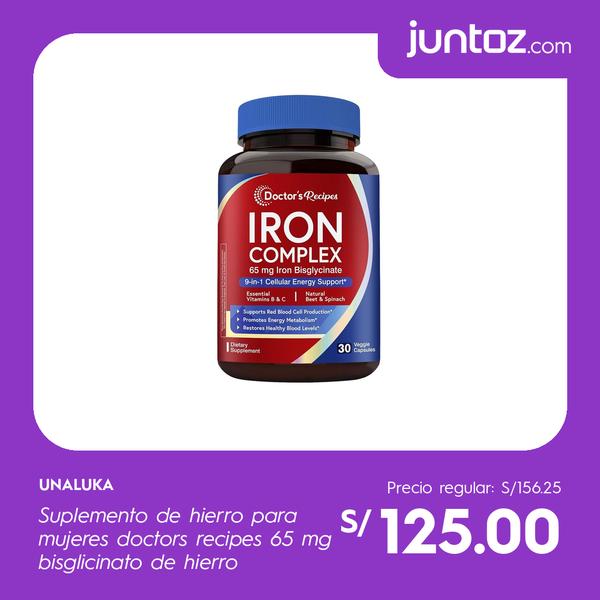 juntoz.com
Doctor's Recipes
IRON
COMPLEX
65 mg Iron Bisglycinate
9-in-1 Cellular Energy Support*
Essential
Vitamins B & C
Natural
Beet & Spinach
Supports Red Blood Cell Production*
Promotes Energy Metabolism*
Restores Healthy Blood Levels*
Dietary
Supplement
30 Veggie
Capsules
UNALUKA
Suplemento de hierro para
mujeres doctors recipes 65 mg
bisglicinato de hierro
Precio regular: S/156.25
S/125.00